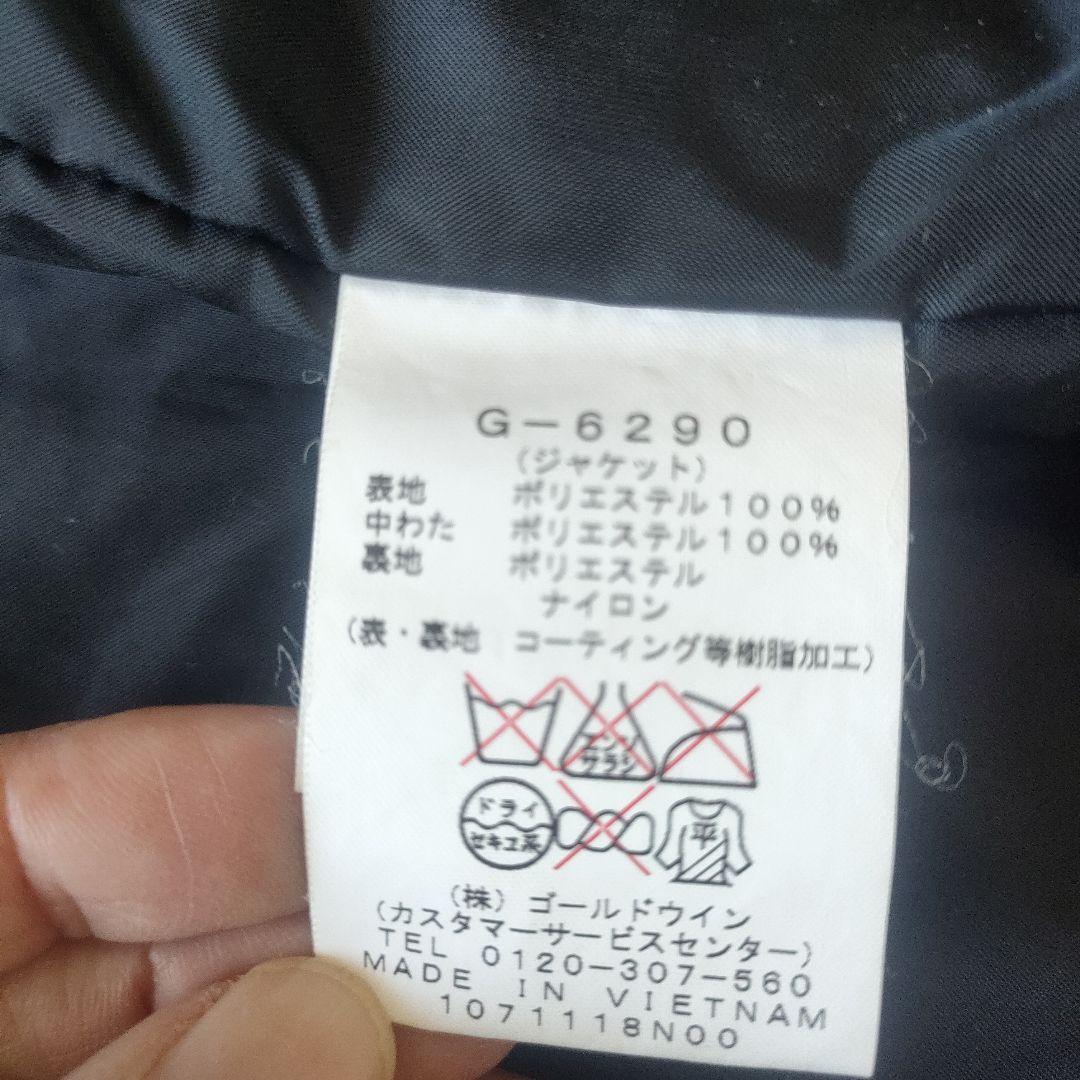 G-6290
(ジャケット)
表地 ポリエステル100%
中わた ポリエステル100%
裏地 ポリエステル
ナイロン
(表・裏地 コーティング等樹脂加工)
エンソ
サラシ
ドライ
セキユ系
平
(株) ゴールドウイン
(カスタマーサービスセンター)
TEL 0120-307-560
MADE IN VIETNAM
1071118N00